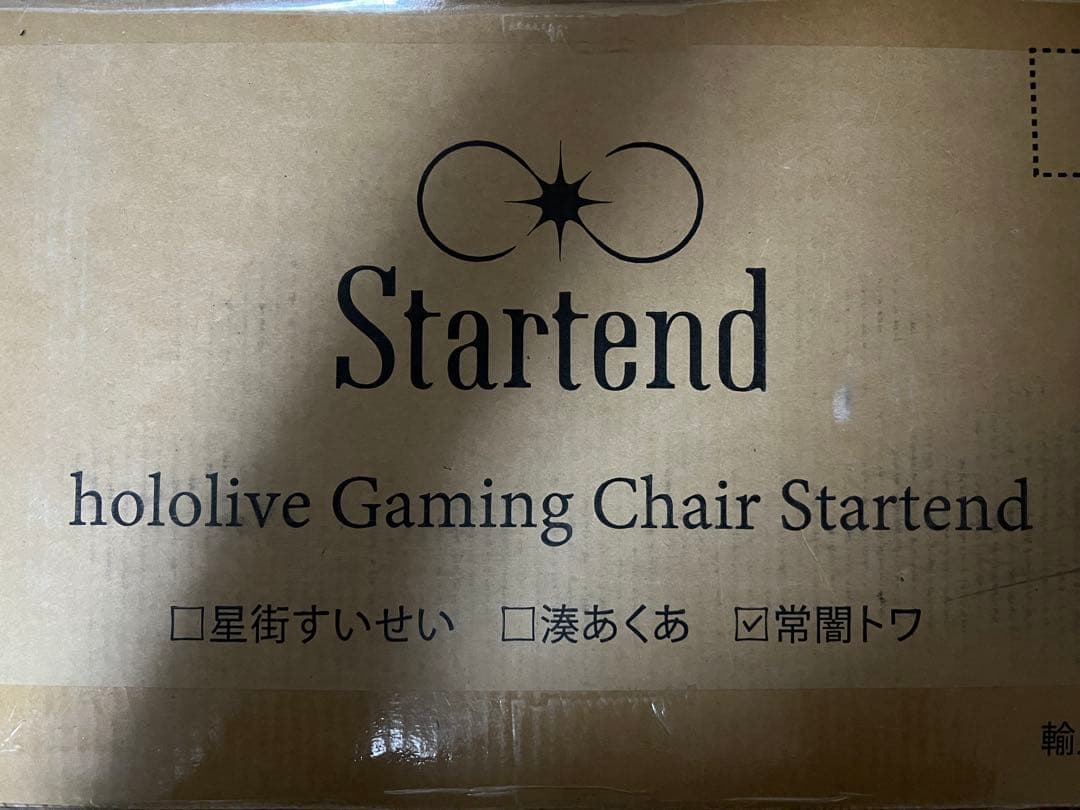 Startend
hololive Gaming Chair Startend
□星街すいせい □湊あくあ ☑常闇トワ
輸